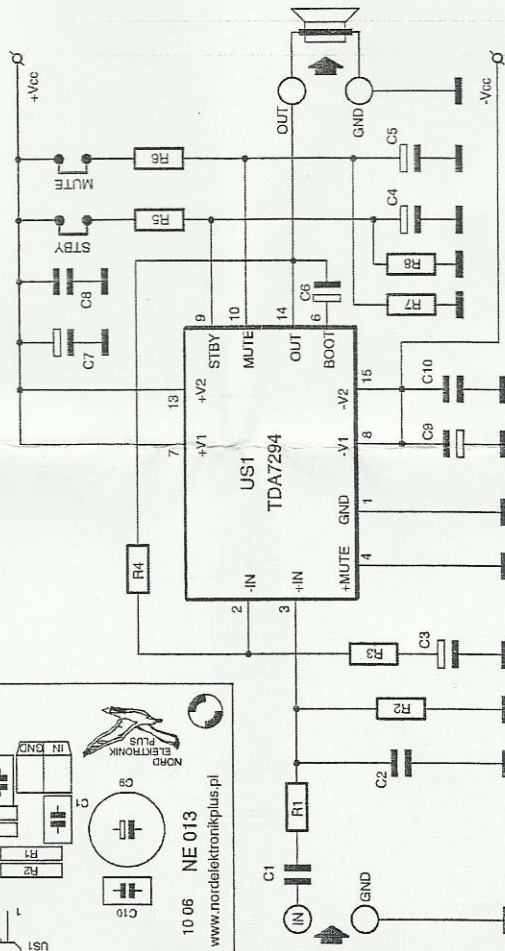 +Vcc
-Vcc
MUTE
STBY
R6
R5
C8
C7
OUT
GND
C5
C4
R8
R7
C6
9
10
14
6
STBY
MUTE
OUT
BOOT
13
7
+V2
+V1
US1
TDA7294
-V2
-V1
GND
+MUTE
15
8
1
4
C10
C9
R4
-IN
+IN
2
3
R3
C3
R2
C2
R1
C1
IN
GND
GND
IN
C1
R1
R2
C9
C10
US1
1
NORD
ELEKTRONIK
PLUS
10 06 NE 013
www.nordelektronikplus.pl